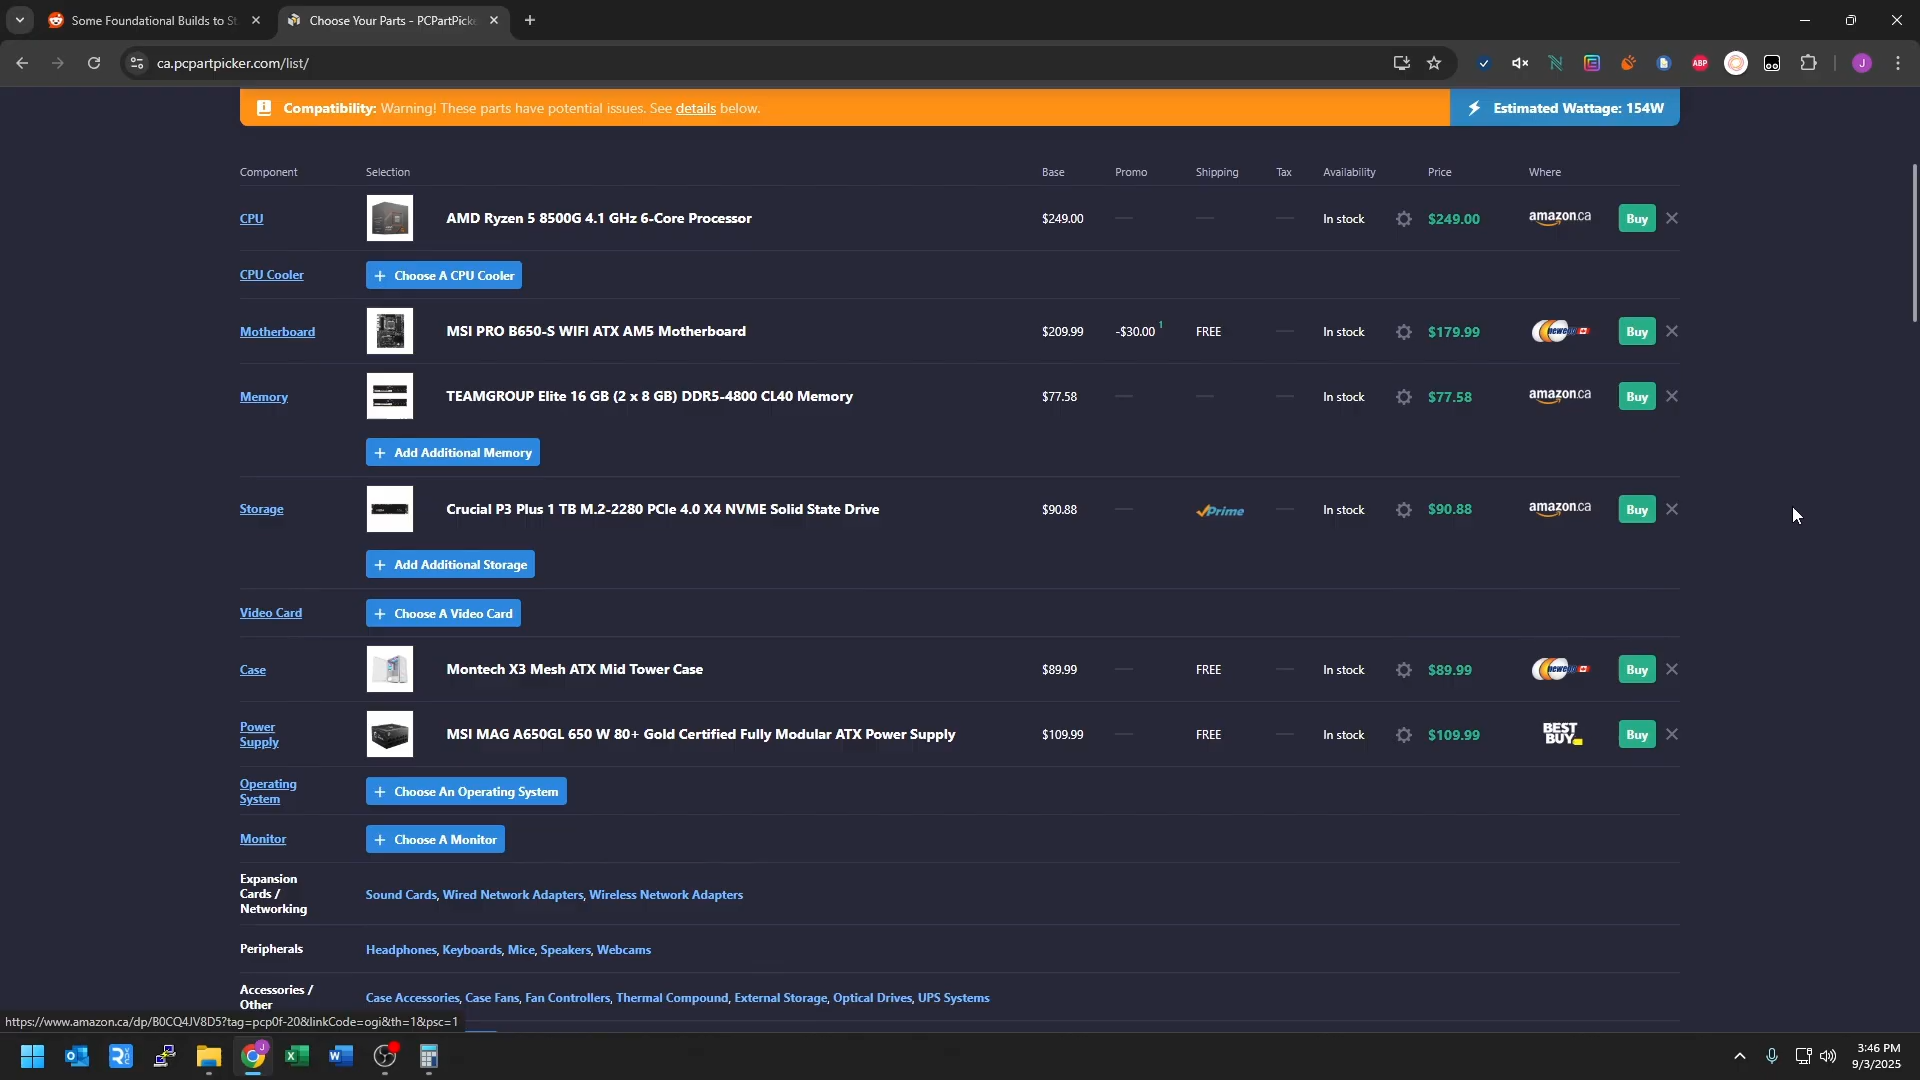 Some Foundational Builds to St
Choose Your Parts - PCPartPicke
ca.pcpartpicker.com/list/
ABP
J
Compatibility: Warning! These parts have potential issues. See details below.
Estimated Wattage: 154W
Component Selection Base Promo Shipping Tax Availability Price Where
CPU AMD Ryzen 5 8500G 4.1 GHz 6-Core Processor $249.00 — — — In stock $249.00 amazon.ca Buy
CPU Cooler + Choose A CPU Cooler
Motherboard MSI PRO B650-S WIFI ATX AM5 Motherboard $209.99 -$30.00 1 FREE — In stock $179.99 newegg Buy
Memory TEAMGROUP Elite 16 GB (2 x 8 GB) DDR5-4800 CL40 Memory $77.58 — — — In stock $77.58 amazon.ca Buy
+ Add Additional Memory
Storage Crucial P3 Plus 1 TB M.2-2280 PCIe 4.0 X4 NVME Solid State Drive $90.88 — Prime — In stock $90.88 amazon.ca Buy
+ Add Additional Storage
Video Card + Choose A Video Card
Case Montech X3 Mesh ATX Mid Tower Case $89.99 — FREE — In stock $89.99 newegg Buy
Power
Supply MSI MAG A650GL 650 W 80+ Gold Certified Fully Modular ATX Power Supply $109.99 — FREE — In stock $109.99 BEST BUY Buy
Operating
System + Choose An Operating System
Monitor + Choose A Monitor
Expansion
Cards /
Networking Sound Cards, Wired Network Adapters, Wireless Network Adapters
Peripherals Headphones, Keyboards, Mice, Speakers, Webcams
Accessories /
Other Case Accessories, Case Fans, Fan Controllers, Thermal Compound, External Storage, Optical Drives, UPS Systems
https://www.amazon.ca/dp/B0CQ4JV8D5?tag=pcp0f-20&linkCode=ogi&th=1&psc=1
3:46 PM
9/3/2025